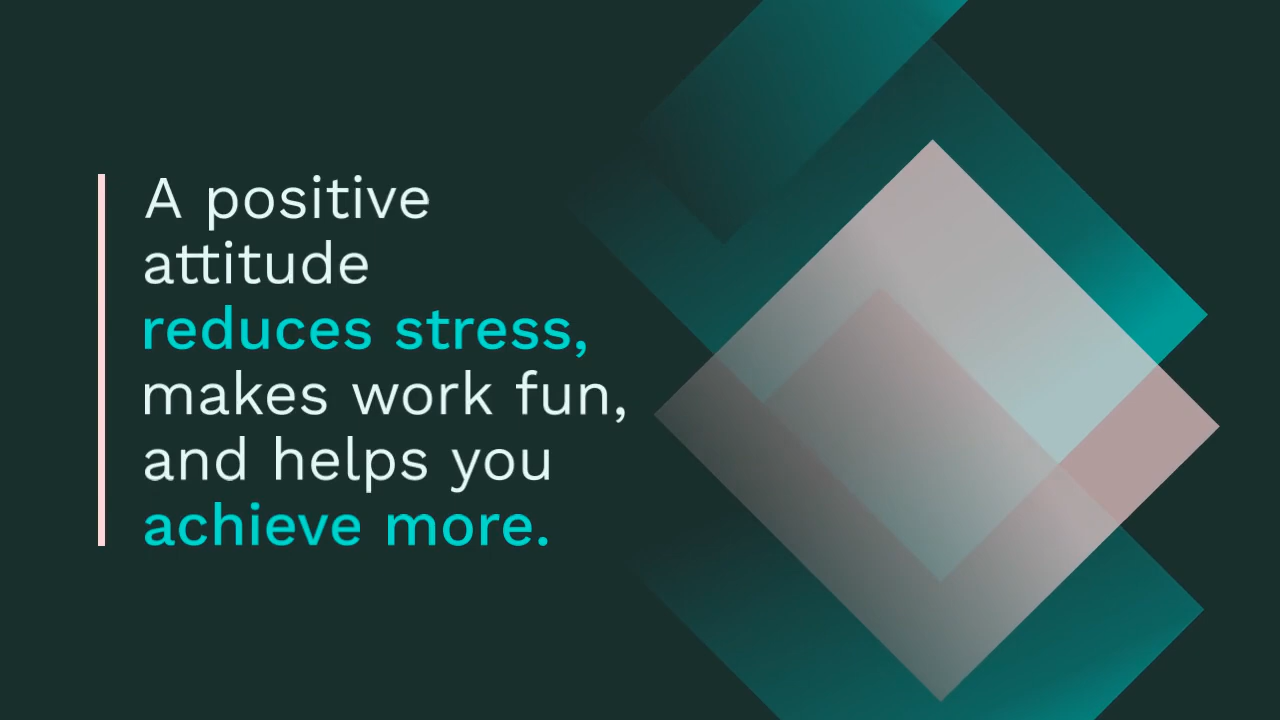 A positive
attitude
reduces stress,
makes work fun,
and helps you
achieve more.